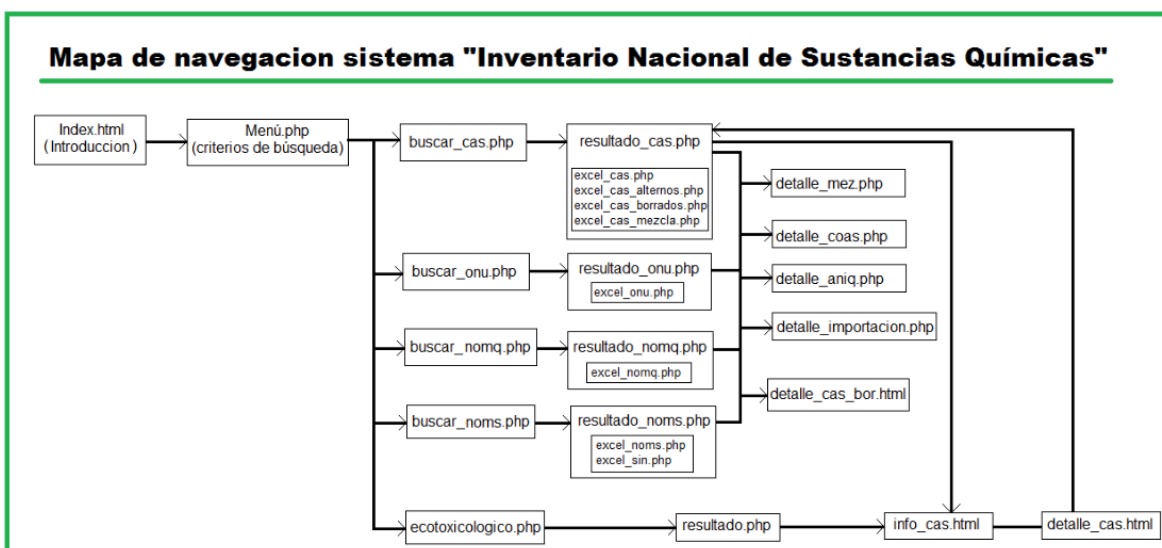 Mapa de navegacion sistema "Inventario Nacional de Sustancias Químicas"
Index.html
(Introduccion)
Menú.php
(criterios de búsqueda)
buscar_cas.php
resultado_cas.php
excel_cas.php
excel_cas_alternos.php
excel_cas_borrados.php
excel_cas_mezcla.php
detalle_mez.php
detalle_coas.php
buscar_onu.php
resultado_onu.php
excel_onu.php
detalle_aniq.php
detalle_importacion.php
buscar_nomq.php
resultado_nomq.php
excel_nomq.php
detalle_cas_bor.html
buscar_noms.php
resultado_noms.php
excel_noms.php
excel_sin.php
ecotoxicologico.php
resultado.php
info_cas.html
detalle_cas.html